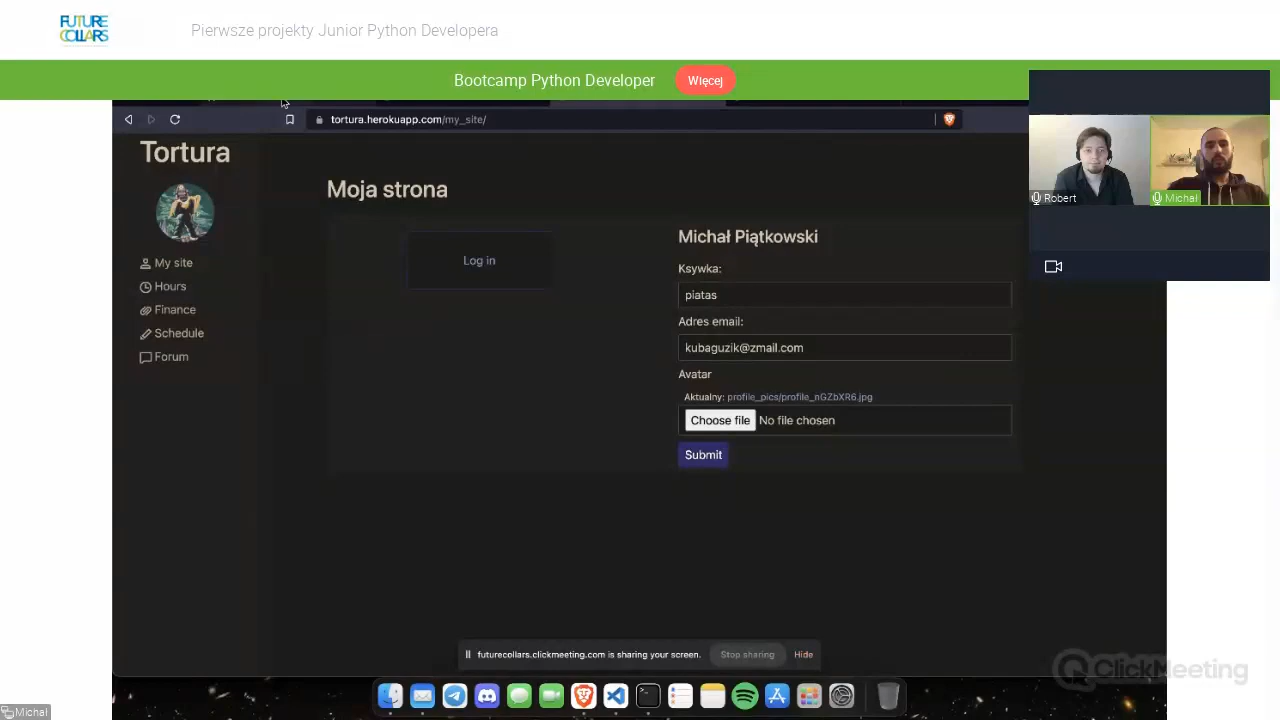 FUTURE
COLLARS
Pierwsze projekty Junior Python Developera
Bootcamp Python Developer
Więcej
tortura.herokuapp.com/my_site/
Tortura
My site
Hours
Finance
Schedule
Forum
Moja strona
Log in
Michał Piątkowski
Ksywka:
piatas
Adres email:
kubaguzik@zmail.com
Avatar
Aktualny: profile_pics/profile_nGZbXR6.jpg
Choose file No file chosen
Submit
Robert
Michał
futurecollars.clickmeeting.com is sharing your screen.
Stop sharing
Hide
ClickMeeting
Michał